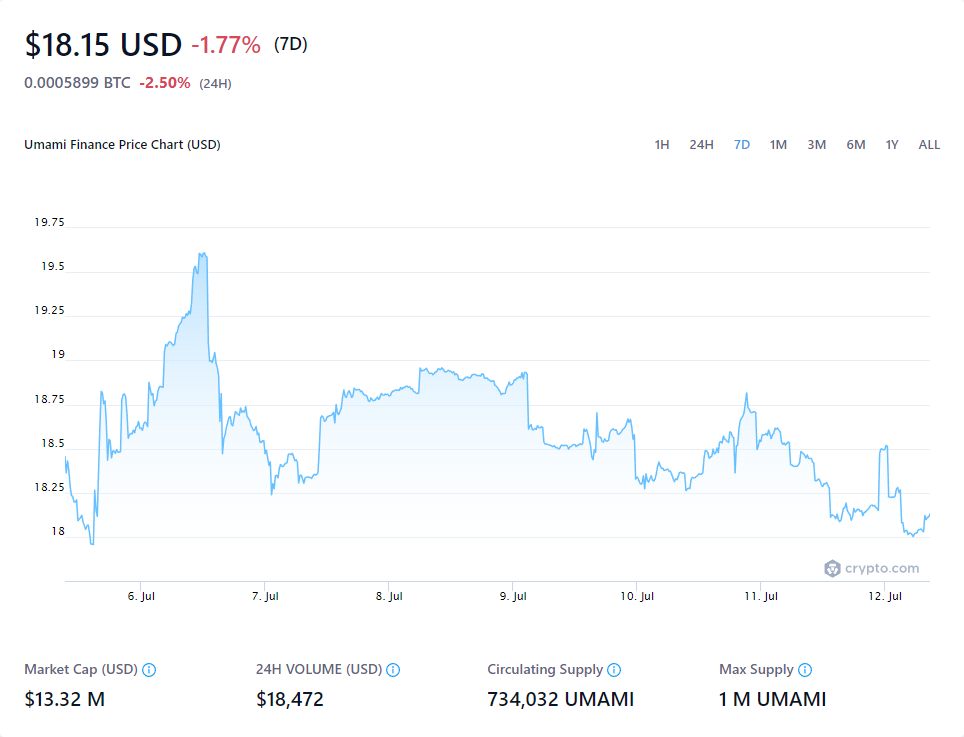 $18.15 USD -1.77% (7D)
0.0005899 BTC -2.50% (24H)
Umami Finance Price Chart (USD)
1H 24H 7D 1M 3M 6M 1Y ALL
19.75
19.5
19.25
19
18.75
18.5
18.25
18
crypto.com
6. Jul 7. Jul 8. Jul 9. Jul 10. Jul 11. Jul 12. Jul
Market Cap (USD) 24H VOLUME (USD) Circulating Supply Max Supply
$13.32 M $18,472 734,032 UMAMI 1 M UMAMI